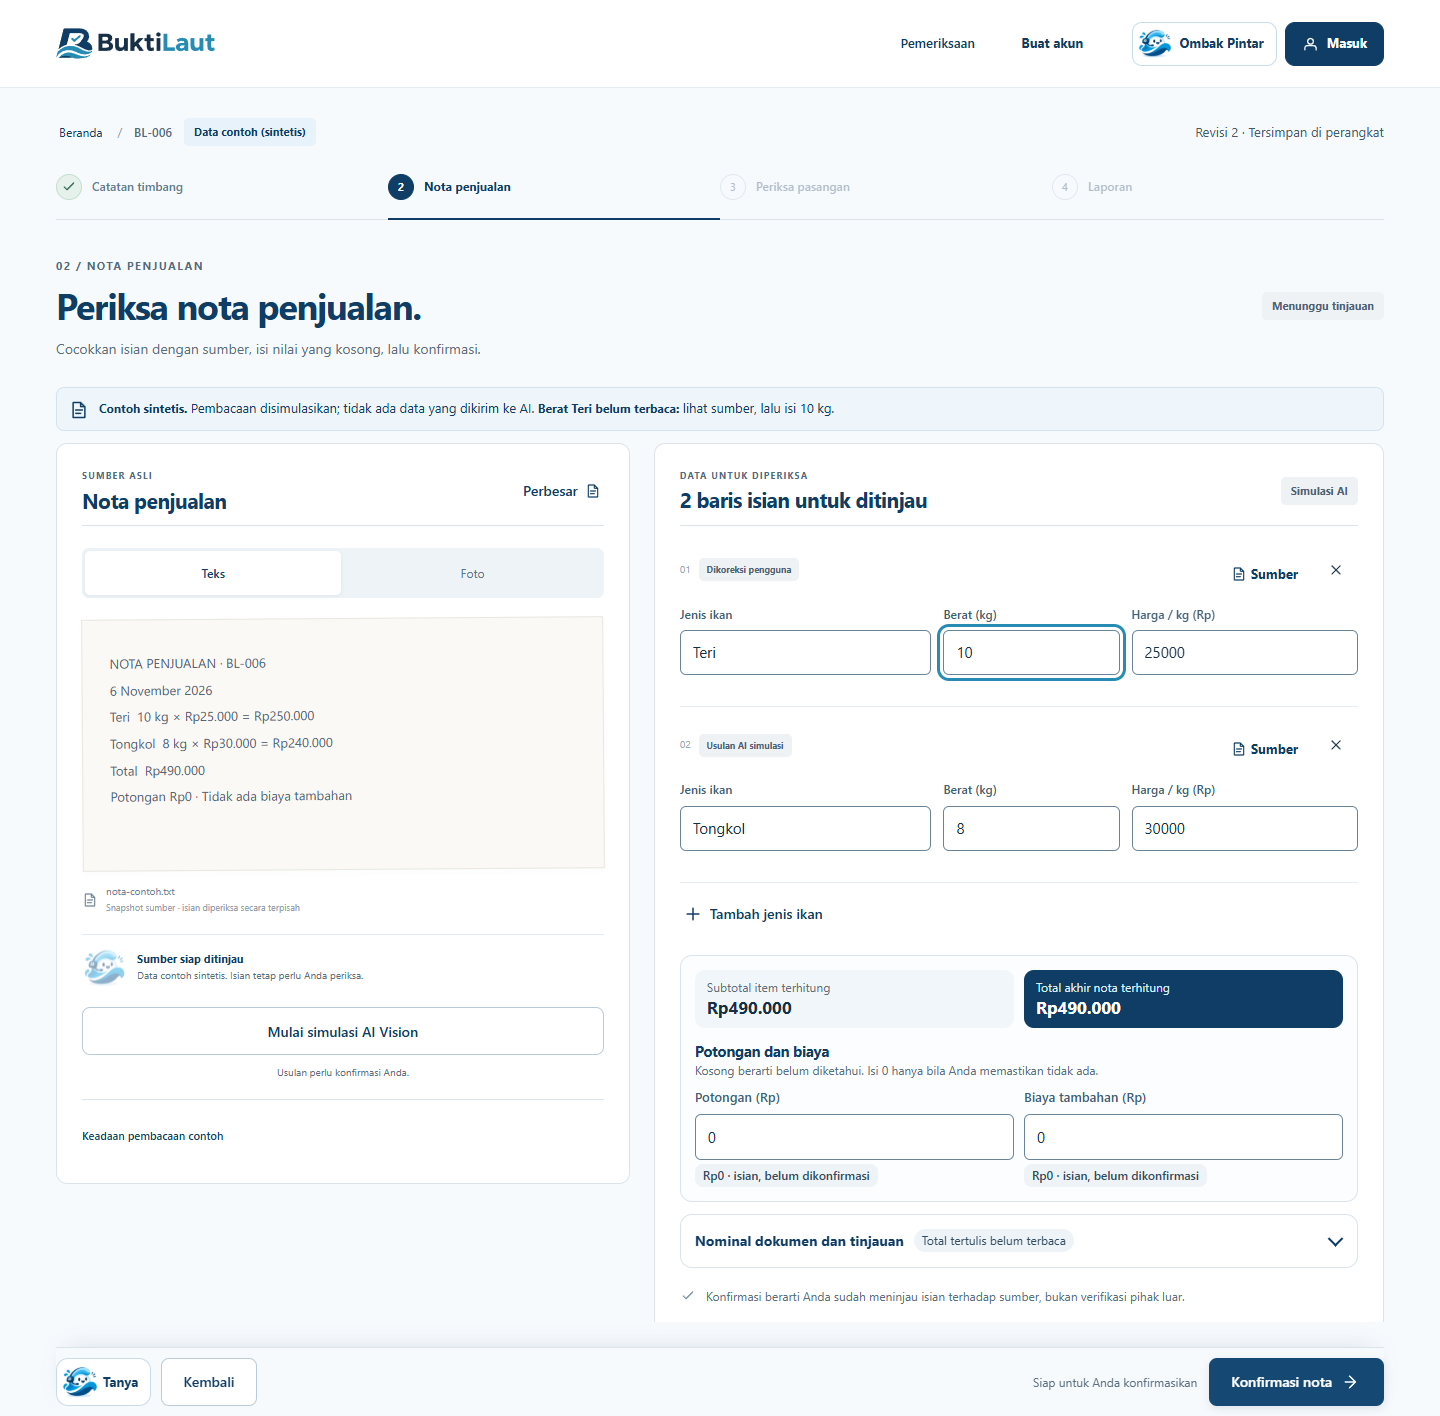 BuktiLaut
Pemeriksaan
Buat akun
Ombak Pintar
Masuk
Beranda / BL-006
Data contoh (sintetis)
Revisi 2 · Tersimpan di perangkat
Catatan timbang
2 Nota penjualan
3 Periksa pasangan
4 Laporan
02 / NOTA PENJUALAN
Periksa nota penjualan.
Menunggu tinjauan
Cocokkan isian dengan sumber, isi nilai yang kosong, lalu konfirmasi.
Contoh sintetis. Pembacaan disimulasikan; tidak ada data yang dikirim ke AI. Berat Teri belum terbaca: lihat sumber, lalu isi 10 kg.
SUMBER ASLI
Nota penjualan
Perbesar
Teks
Foto
NOTA PENJUALAN · BL-006
6 November 2026
Teri 10 kg × Rp25.000 = Rp250.000
Tongkol 8 kg × Rp30.000 = Rp240.000
Total Rp490.000
Potongan Rp0 · Tidak ada biaya tambahan
nota-contoh.txt
Snapshot sumber · isian diperiksa secara terpisah
Sumber siap ditinjau
Data contoh sintetis. Isian tetap perlu Anda periksa.
Mulai simulasi AI Vision
Usulan perlu konfirmasi Anda.
Keadaan pembacaan contoh
DATA UNTUK DIPERIKSA
2 baris isian untuk ditinjau
Simulasi AI
01 Dikoreksi pengguna
Sumber
Jenis ikan
Berat (kg)
Harga / kg (Rp)
Teri
10
25000
02 Usulan AI simulasi
Sumber
Jenis ikan
Berat (kg)
Harga / kg (Rp)
Tongkol
8
30000
Tambah jenis ikan
Subtotal item terhitung
Rp490.000
Total akhir nota terhitung
Rp490.000
Potongan dan biaya
Kosong berarti belum diketahui. Isi 0 hanya bila Anda memastikan tidak ada.
Potongan (Rp)
Biaya tambahan (Rp)
0
0
Rp0 · isian, belum dikonfirmasi
Rp0 · isian, belum dikonfirmasi
Nominal dokumen dan tinjauan
Total tertulis belum terbaca
Konfirmasi berarti Anda sudah meninjau isian terhadap sumber, bukan verifikasi pihak luar.
Tanya
Kembali
Siap untuk Anda konfirmasikan
Konfirmasi nota